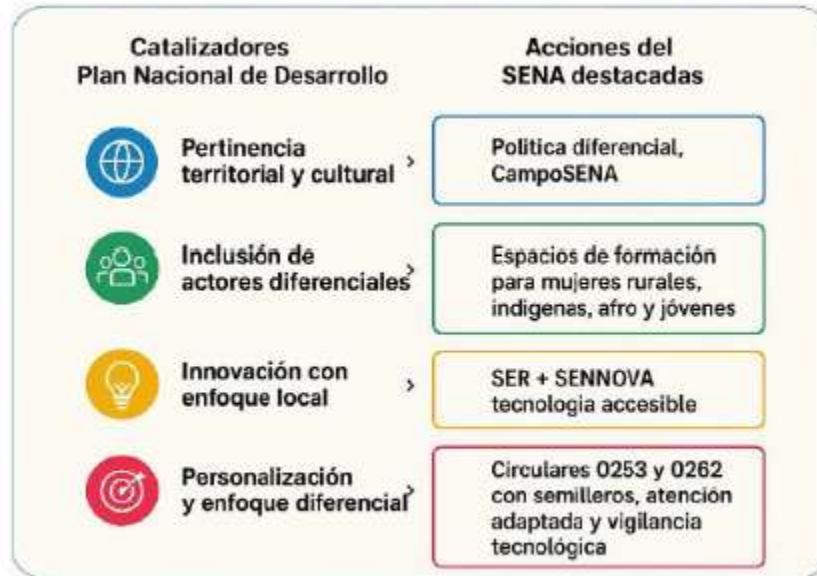 Catalizadores
Plan Nacional de Desarrollo
Acciones del
SENA destacadas
Pertinencia
territorial y cultural
›
Politica diferencial,
CampoSENA
Inclusión de
actores diferenciales
›
Espacios de formación
para mujeres rurales,
indigenas, afro y jóvenes
Innovación con
enfoque local
›
SER + SENNOVA
tecnologia accesible
Personalización
y enfoque diferencial
›
Circulares 0253 y 0262
con semilleros, atención
adaptada y vigilancia
tecnológica